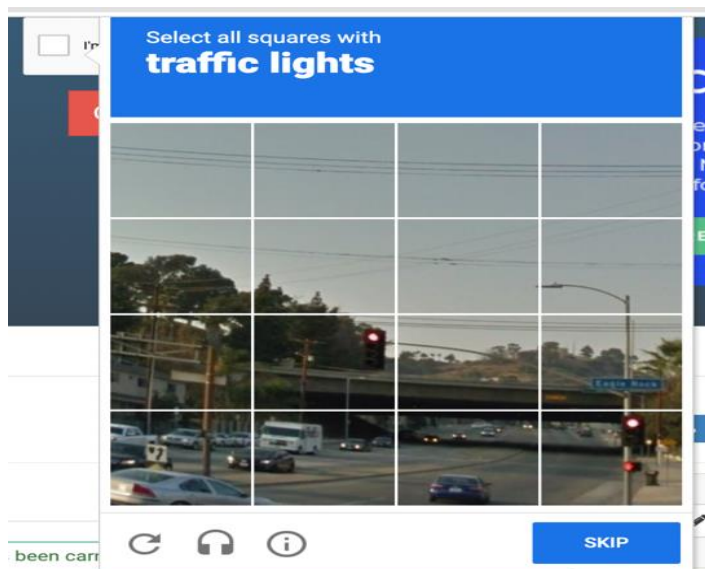 I'm
Select all squares with
traffic lights
Eagle Rock
SKIP
been carr